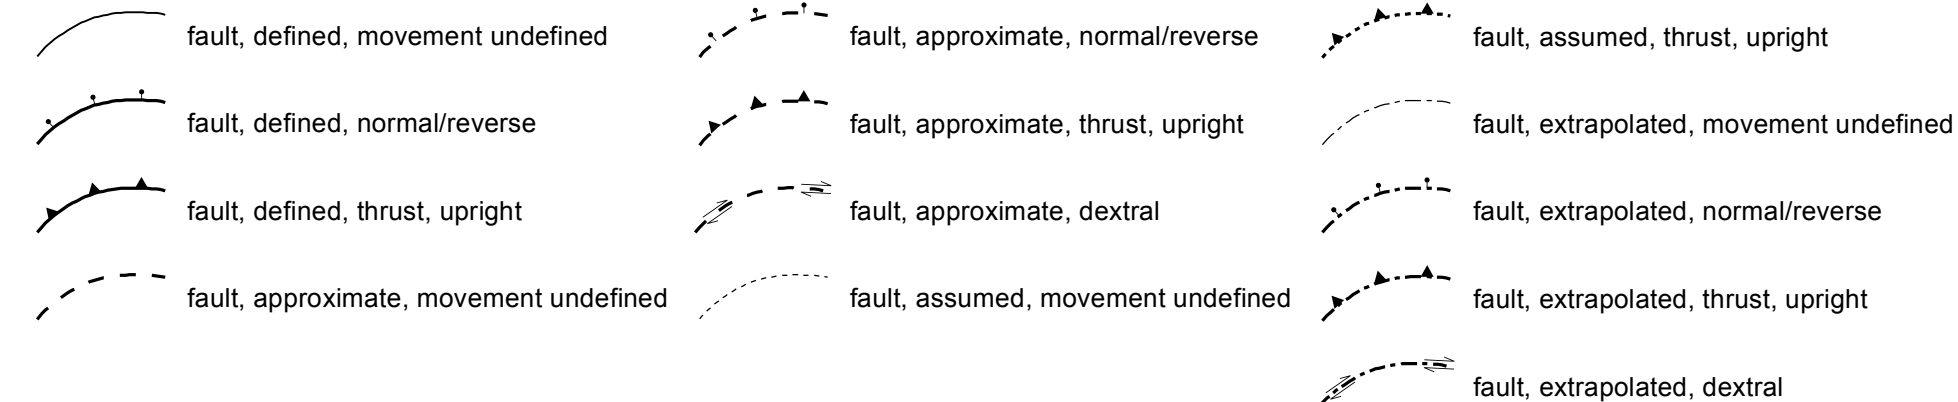 fault, defined, movement undefined
fault, defined, normal/reverse
fault, defined, thrust, upright
fault, approximate, movement undefined
fault, approximate, normal/reverse
fault, approximate, thrust, upright
fault, approximate, dextral
fault, assumed, movement undefined
fault, assumed, thrust, upright
fault, extrapolated, movement undefined
fault, extrapolated, normal/reverse
fault, extrapolated, thrust, upright
fault, extrapolated, dextral